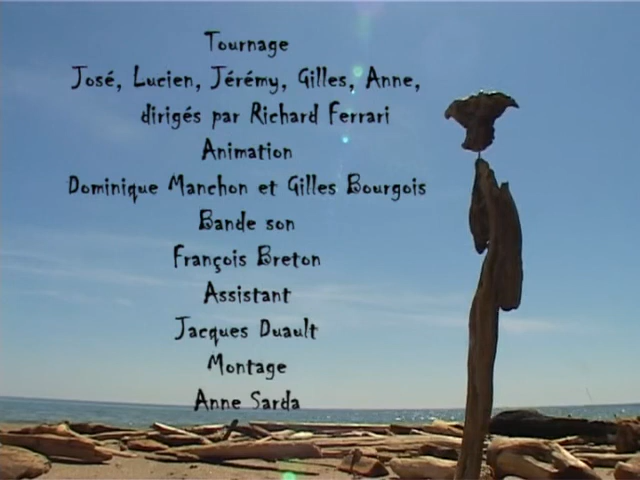 Tournage
José, Lucien, Jérémy, Gilles, Anne,
dirigés par Richard Ferrari
Animation
Dominique Manchon et Gilles Bourgois
Bande son
François Breton
Assistant
Jacques Duault
Montage
Anne Sarda